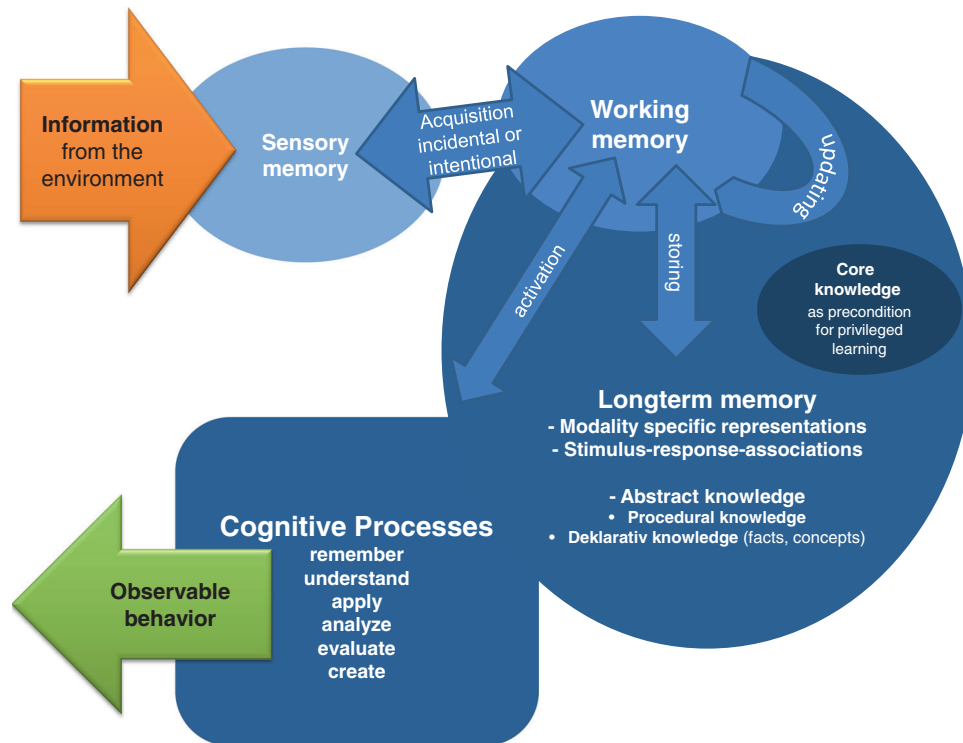 Information
from the
environment
Sensory
memory
Acquisition
incidental or
intentional
Working
memory
updating
activation
storing
Core
knowledge
as precondition
for privileged
learning
Longterm memory
- Modality specific representations
- Stimulus-response-associations
- Abstract knowledge
• Procedural knowledge
• Deklarativ knowledge (facts, concepts)
Cognitive Processes
remember
understand
apply
analyze
evaluate
create
Observable
behavior